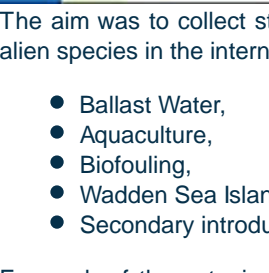 The aim was to collect
alien species in the
● Ballast Water,
● Aquaculture,
● Biofouling,
● Wadden Sea
● Secondary